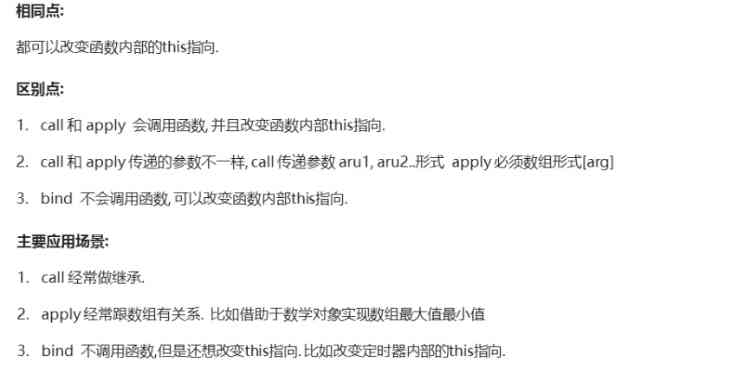 相同点:
都可以改变函数内部的this指向.
区别点:
1. call 和 apply 会调用函数, 并且改变函数内部this指向.
2. call 和 apply 传递的参数不一样, call 传递参数 aru1, aru2..形式 apply 必须数组形式[arg]
3. bind 不会调用函数, 可以改变函数内部this指向.
主要应用场景:
1. call 经常做继承.
2. apply 经常跟数组有关系. 比如借助于数学对象实现数组最大值最小值
3. bind 不调用函数,但是还想改变this指向. 比如改变定时器内部的this指向.